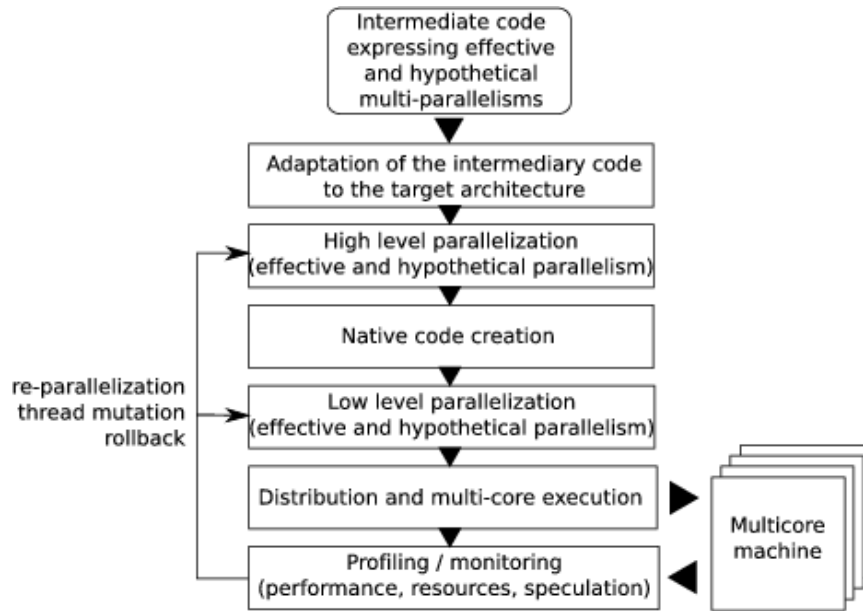 Intermediate code
expressing effective
and hypothetical
multi-parallelisms
Adaptation of the intermediary code
to the target architecture
High level parallelization
(effective and hypothetical parallelism)
Native code creation
re-parallelization
thread mutation
rollback
Low level parallelization
(effective and hypothetical parallelism)
Distribution and multi-core execution
Multicore
machine
Profiling / monitoring
(performance, resources, speculation)